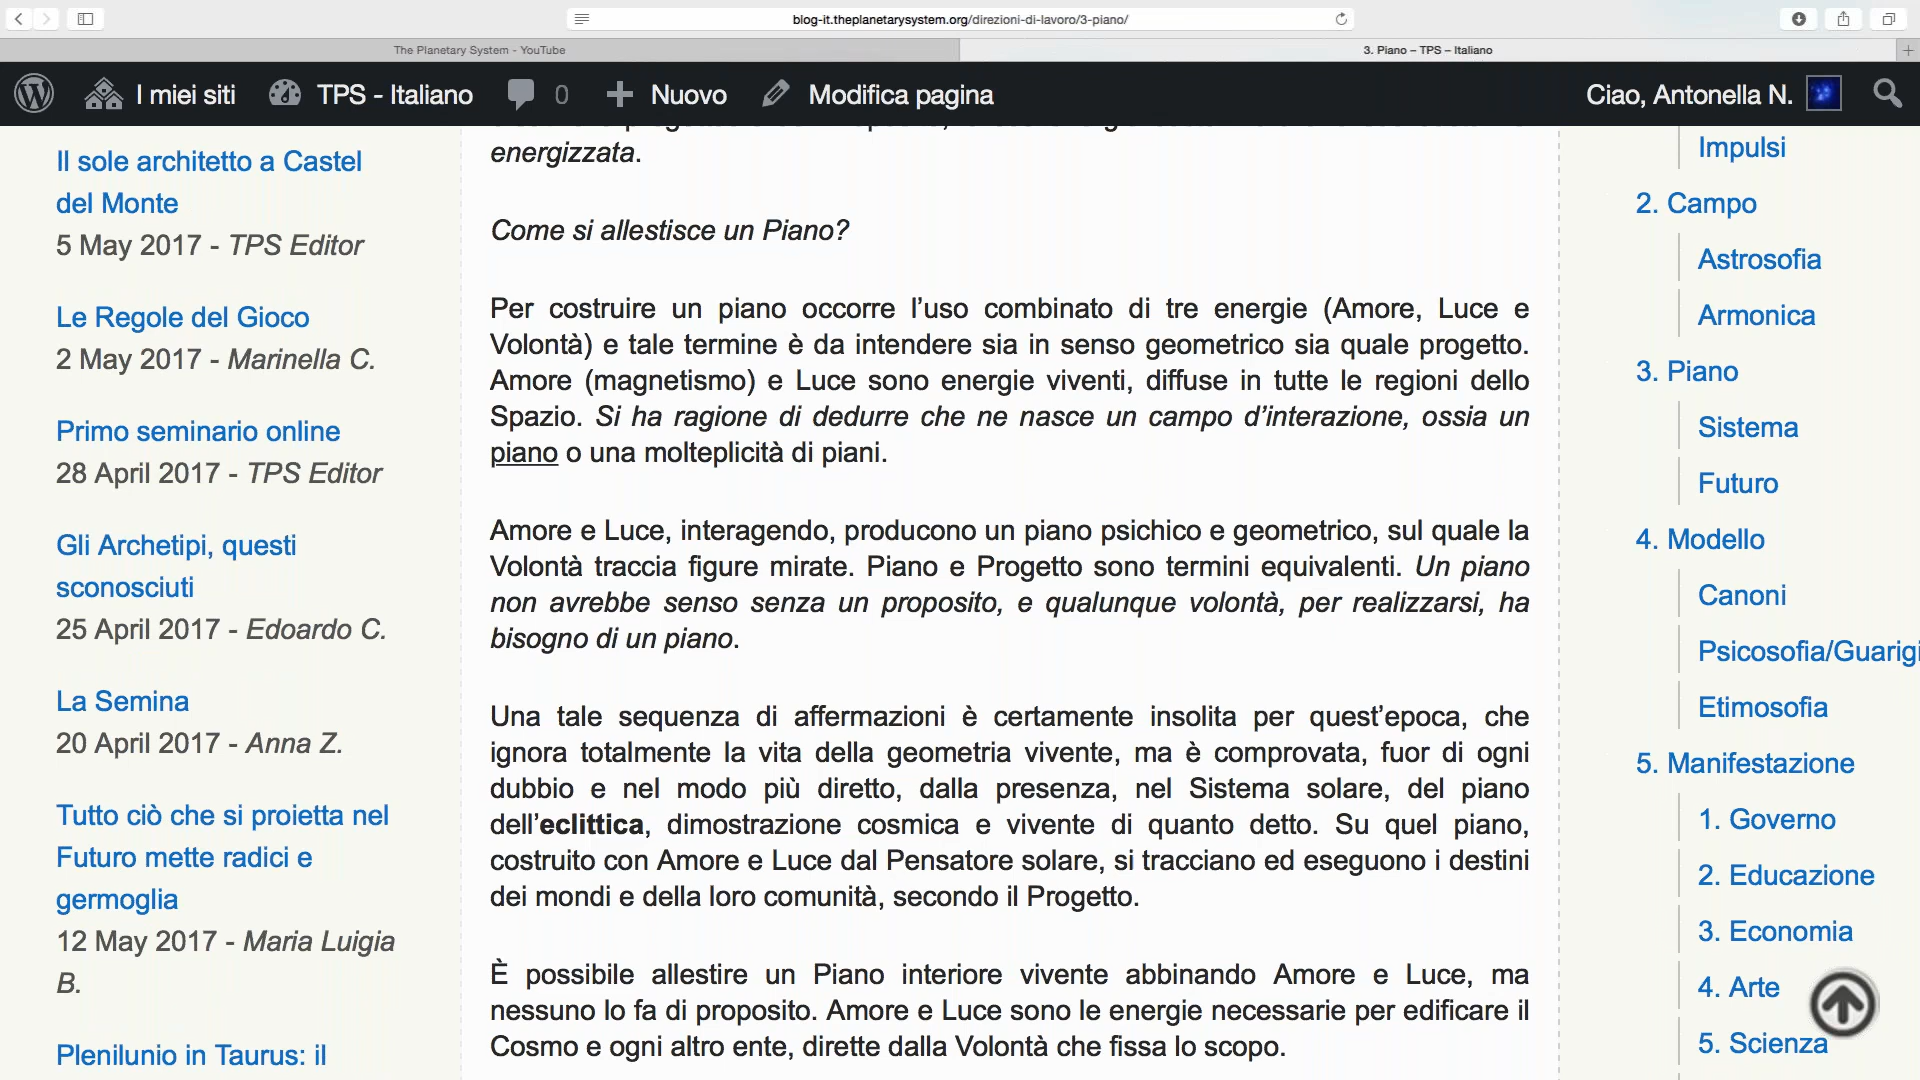 blog-it.theplanetarysystem.org/direzioni-di-lavoro/3-piano/
The Planetary System - YouTube
3. Piano – TPS – Italiano
I miei siti
TPS - Italiano
0
Nuovo
Modifica pagina
Ciao, Antonella N.
Il sole architetto a Castel
del Monte
5 May 2017 - TPS Editor
Le Regole del Gioco
2 May 2017 - Marinella C.
Primo seminario online
28 April 2017 - TPS Editor
Gli Archetipi, questi
sconosciuti
25 April 2017 - Edoardo C.
La Semina
20 April 2017 - Anna Z.
Tutto ciò che si proietta nel
Futuro mette radici e
germoglia
12 May 2017 - Maria Luigia
B.
Plenilunio in Taurus: il
energizzata.
Come si allestisce un Piano?
Per costruire un piano occorre l’uso combinato di tre energie (Amore, Luce e
Volontà) e tale termine è da intendere sia in senso geometrico sia quale progetto.
Amore (magnetismo) e Luce sono energie viventi, diffuse in tutte le regioni dello
Spazio. Si ha ragione di dedurre che ne nasce un campo d’interazione, ossia un
piano o una molteplicità di piani.
Amore e Luce, interagendo, producono un piano psichico e geometrico, sul quale la
Volontà traccia figure mirate. Piano e Progetto sono termini equivalenti. Un piano
non avrebbe senso senza un proposito, e qualunque volontà, per realizzarsi, ha
bisogno di un piano.
Una tale sequenza di affermazioni è certamente insolita per quest’epoca, che
ignora totalmente la vita della geometria vivente, ma è comprovata, fuor di ogni
dubbio e nel modo più diretto, dalla presenza, nel Sistema solare, del piano
dell’eclittica, dimostrazione cosmica e vivente di quanto detto. Su quel piano,
costruito con Amore e Luce dal Pensatore solare, si tracciano ed eseguono i destini
dei mondi e della loro comunità, secondo il Progetto.
È possibile allestire un Piano interiore vivente abbinando Amore e Luce, ma
nessuno lo fa di proposito. Amore e Luce sono le energie necessarie per edificare il
Cosmo e ogni altro ente, dirette dalla Volontà che fissa lo scopo.
Impulsi
2. Campo
Astrosofia
Armonica
3. Piano
Sistema
Futuro
4. Modello
Canoni
Psicosofia/Guarigi
Etimosofia
5. Manifestazione
1. Governo
2. Educazione
3. Economia
4. Arte
5. Scienza